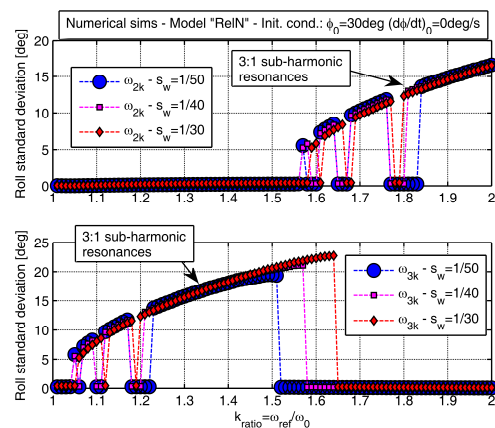 Numerical sims - Model "RelN" - Init. cond.: ϕ0=30deg (dϕ/dt)0=0deg/s
Roll standard deviation [deg]
20
15
10
5
0
ω2k - sw=1/50
ω2k - sw=1/40
ω2k - sw=1/30
3:1 sub-harmonic
resonances
1 1.1 1.2 1.3 1.4 1.5 1.6 1.7 1.8 1.9 2
Roll standard deviation [deg]
25
20
15
10
5
0
3:1 sub-harmonic
resonances
ω3k - sw=1/50
ω3k - sw=1/40
ω3k - sw=1/30
1 1.1 1.2 1.3 1.4 1.5 1.6 1.7 1.8 1.9 2
kratio=ωref/ω0